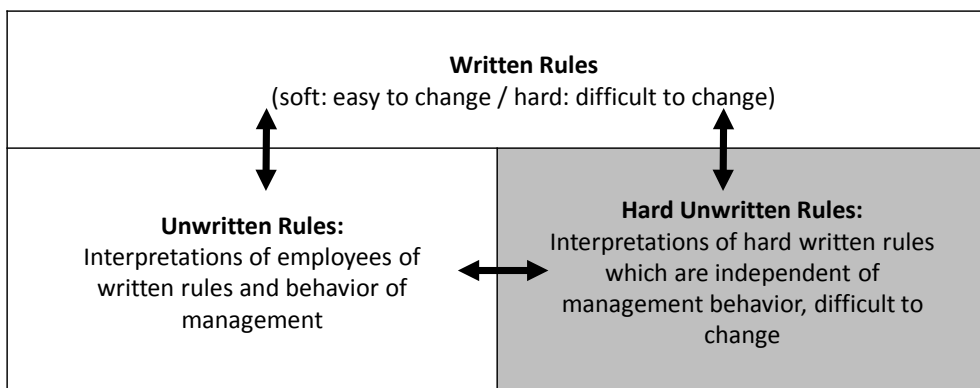 Written Rules
(soft: easy to change / hard: difficult to change)
Unwritten Rules:
Interpretations of employees of
written rules and behavior of
management
Hard Unwritten Rules:
Interpretations of hard written rules
which are independent of
management behavior, difficult to
change